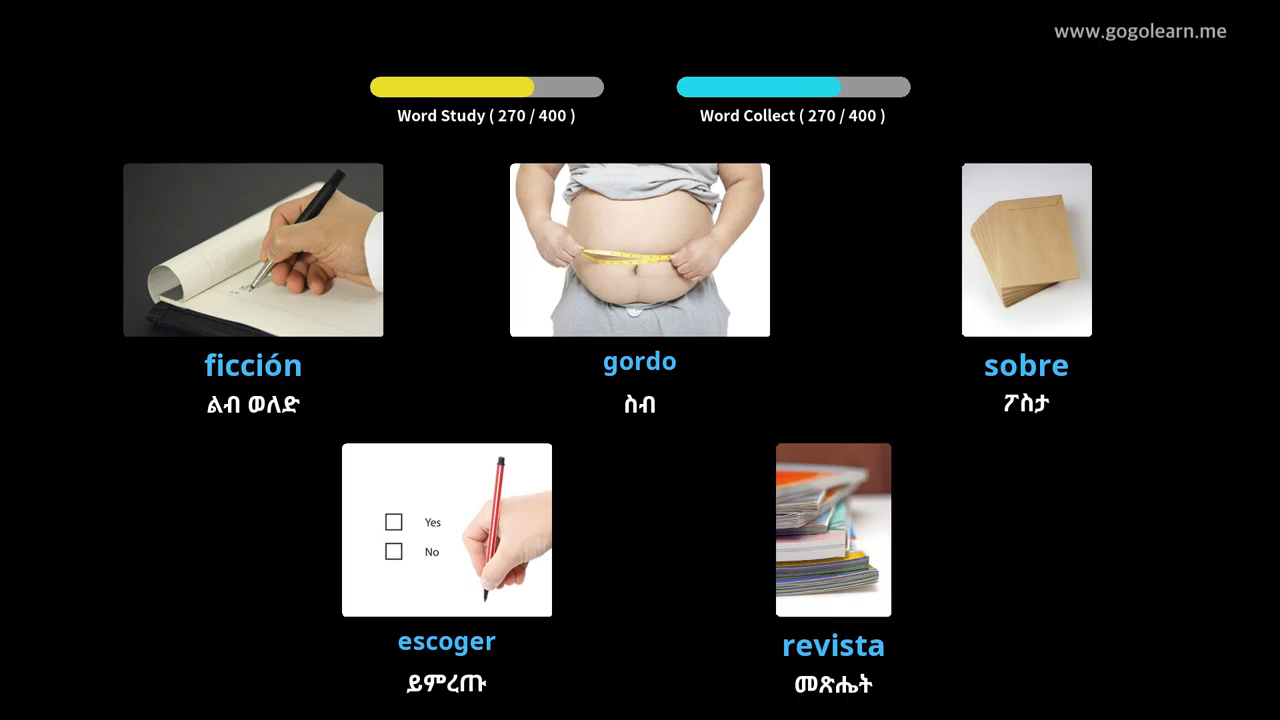 www.gogolearn.me
Word Study ( 270 / 400 )
Word Collect ( 270 / 400 )
ficción
ልብ ወለድ
gordo
ስብ
sobre
ፖስታ
Yes
No
escoger
ይምረጡ
revista
መጽሔት